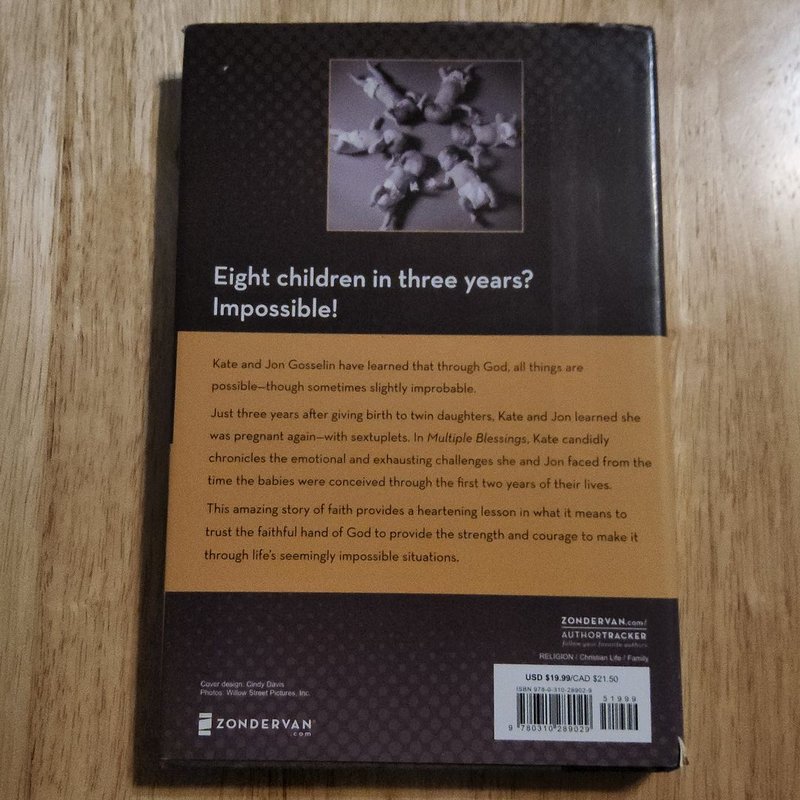 Eight children in three years?
Impossible!
Kate and Jon Gosselin have learned that through God, all things are
possible—though sometimes slightly improbable.
Just three years after giving birth to twin daughters, Kate and Jon learned she
was pregnant again—with sextuplets. In Multiple Blessings, Kate candidly
chronicles the emotional and exhausting challenges she and Jon faced from the
time the babies were conceived through the first two years of their lives.
This amazing story of faith provides a heartening lesson in what it means to
trust the faithful hand of God to provide the strength and courage to make it
through life's seemingly impossible situations.
ZONDERVAN.com/
AUTHORTRACKER
follow your favorite authors
RELIGION / Christian Life / Family
Cover design: Cindy Davis
Photos: Willow Street Pictures, Inc.
ZONDERVAN®
.com
USD $19.99/CAD $21.50
ISBN 978-0-310-28902-9
51999
9 780310 289029